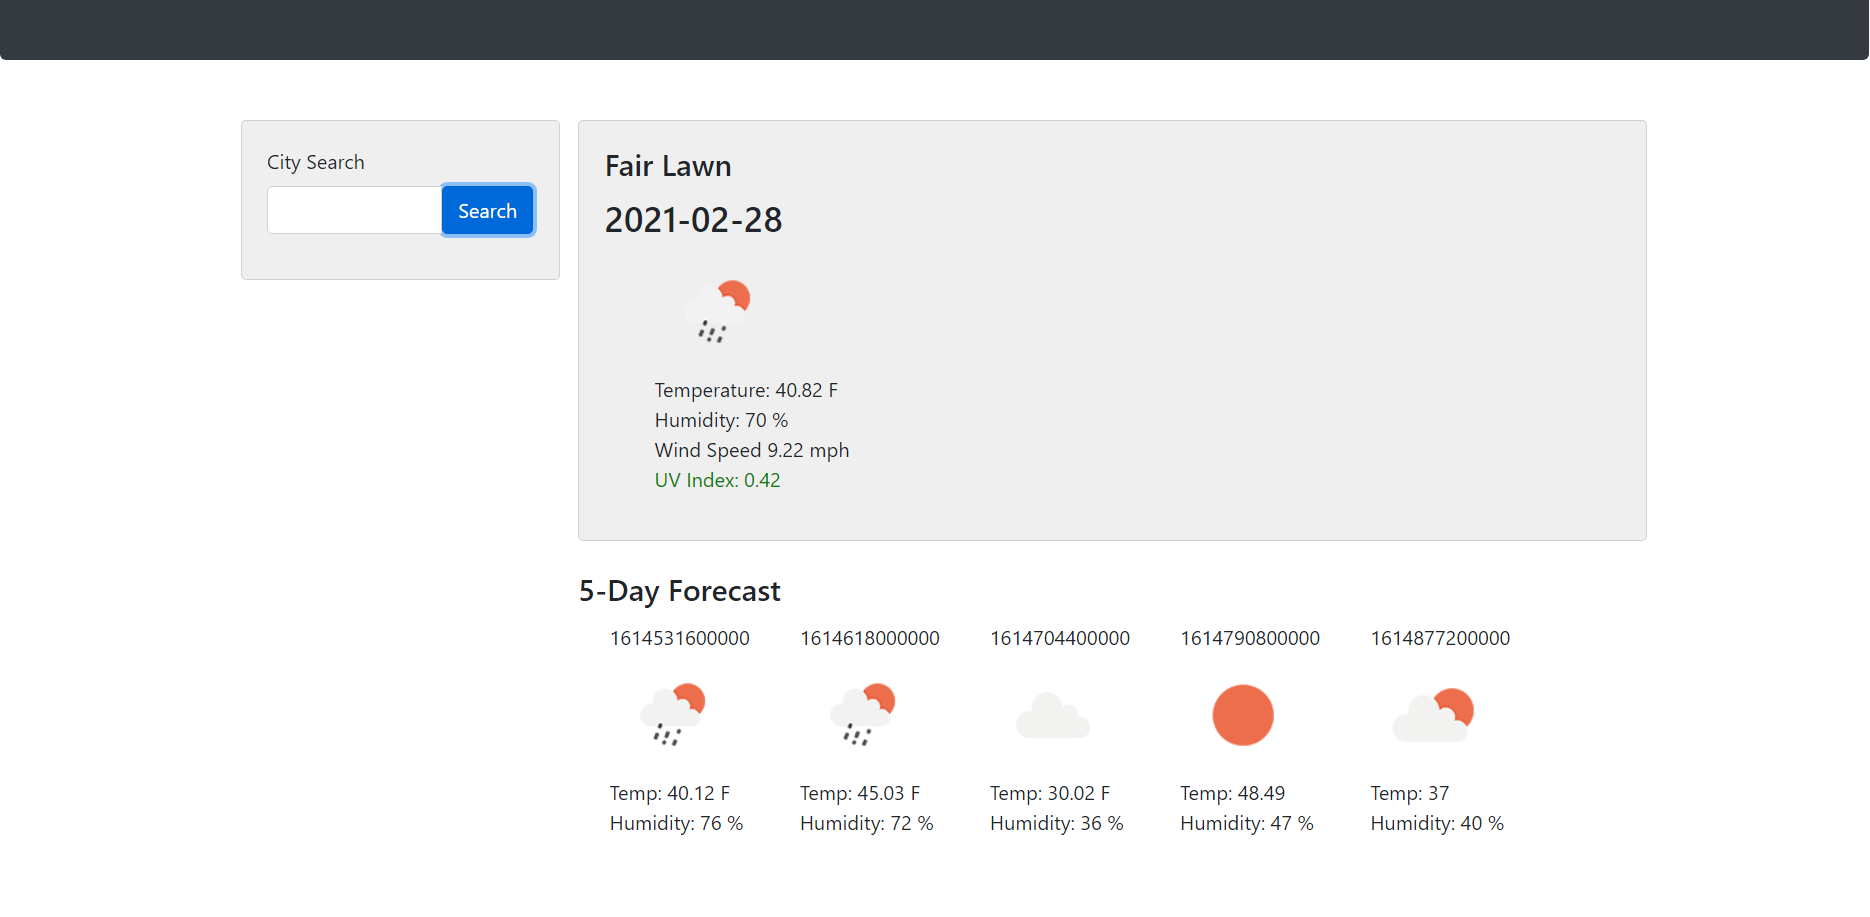 City Search
Search
Fair Lawn
2021-02-28
Temperature: 40.82 F
Humidity: 70 %
Wind Speed 9.22 mph
UV Index: 0.42
5-Day Forecast
1614531600000 1614618000000 1614704400000 1614790800000 1614877200000
Temp: 40.12 F Temp: 45.03 F Temp: 30.02 F Temp: 48.49 Temp: 37
Humidity: 76 % Humidity: 72 % Humidity: 36 % Humidity: 47 % Humidity: 40 %